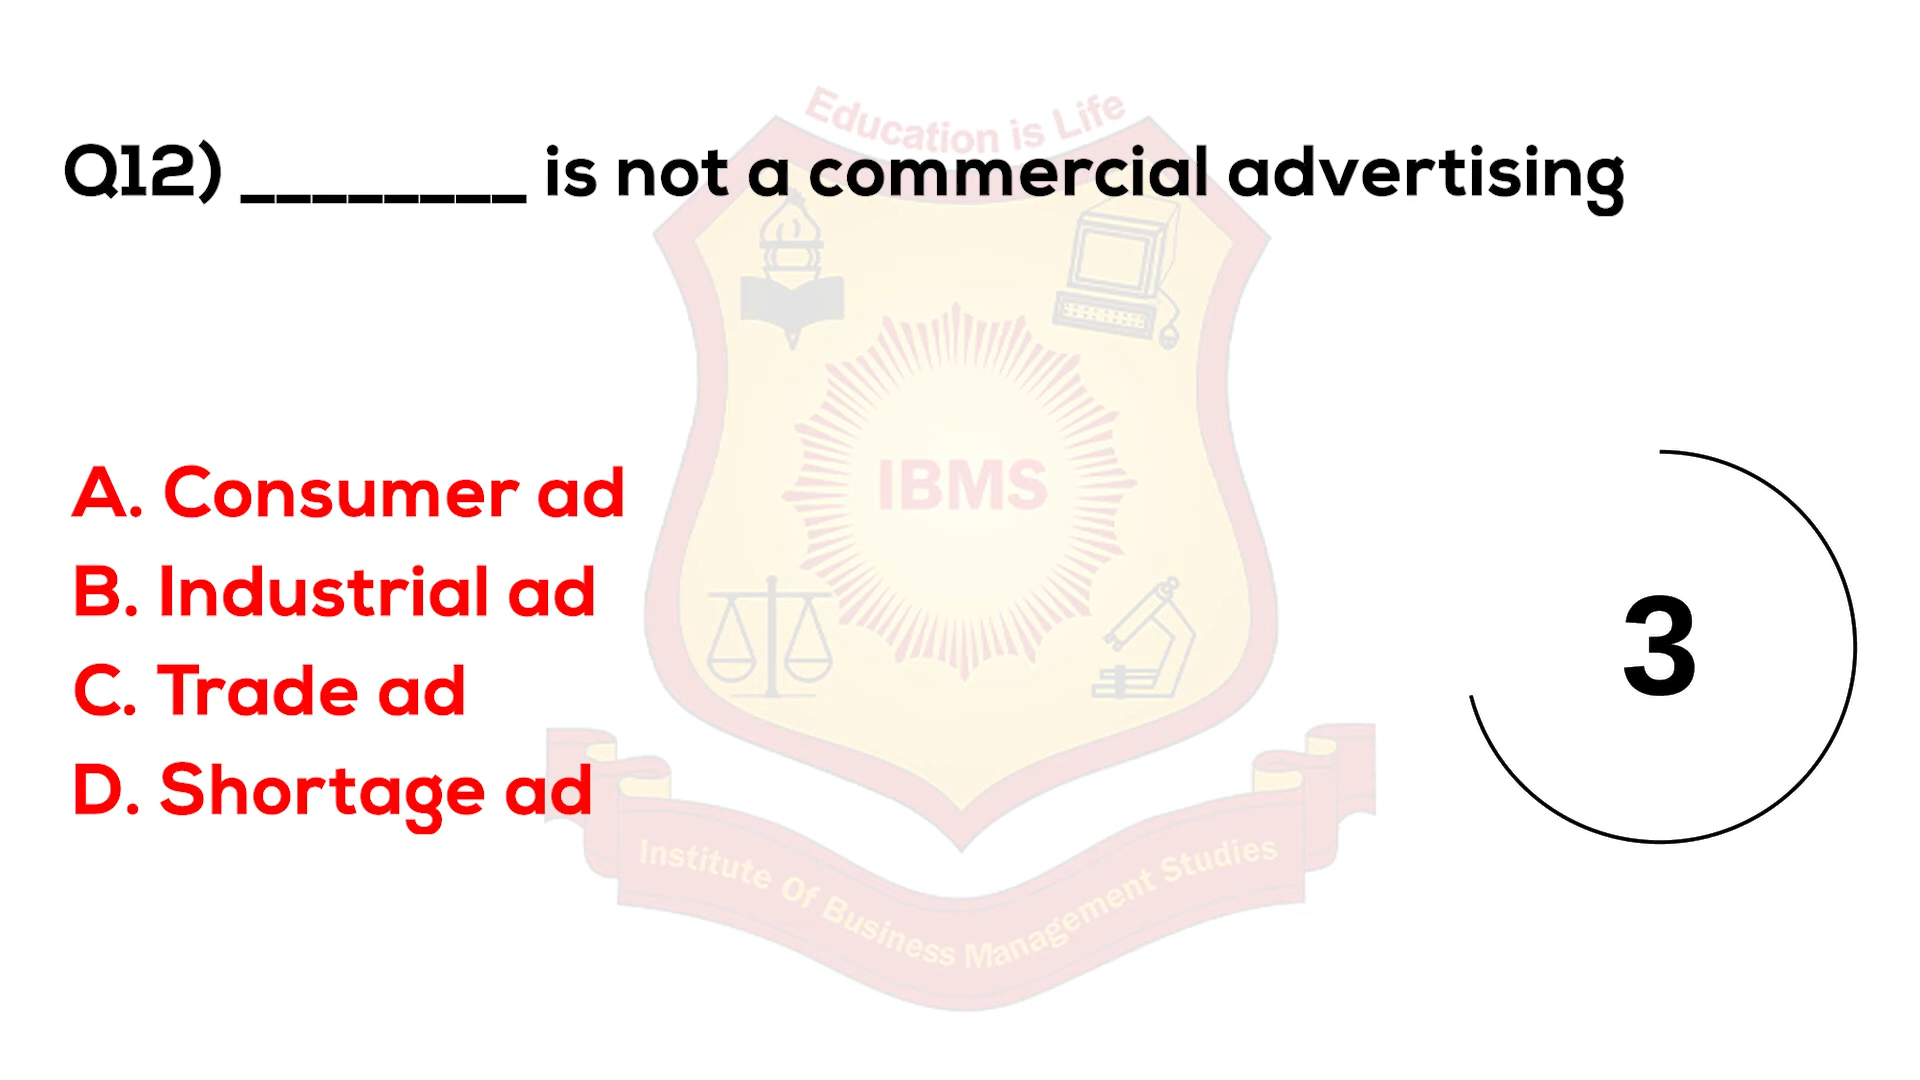 Education is Life
Q12) ________ is not a commercial advertising
IBMS
A. Consumer ad
B. Industrial ad
C. Trade ad
D. Shortage ad
3
Institute Of Business Management Studies